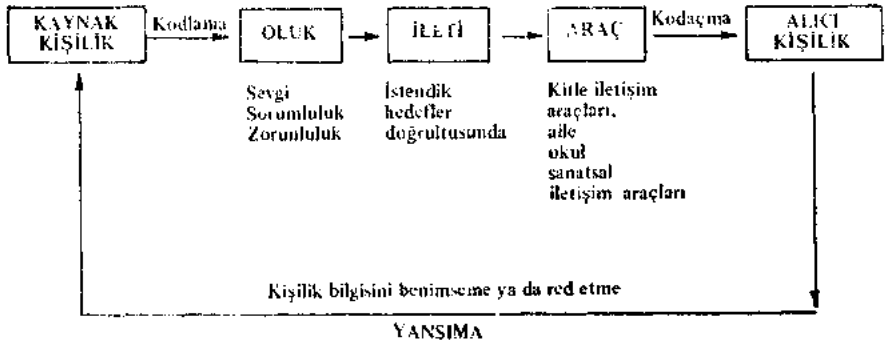 KAYNAK KİŞİLİK
Kodlama
OLUK
İLETİ
ARAÇ
Kodaçma
ALICI KİŞİLİK
Sevgi
Sorumluluk
Zorunluluk
İstendik
hedefler
doğrultusunda
Kitle iletişim
araçları,
aile
okul
sanatsal
iletişim araçları
Kişilik bilgisini benimseme ya da red etme
YANSIMA